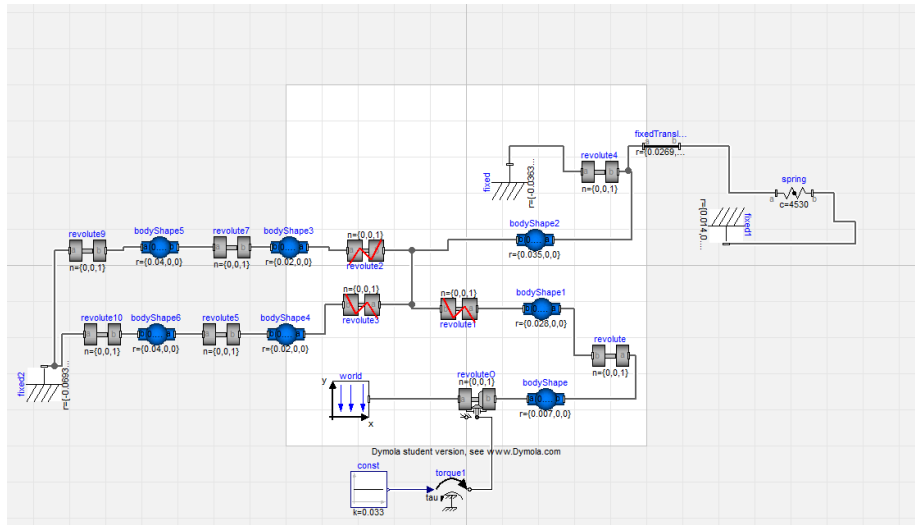 fixedTransl...
a b
r={0.0269,...
revolute4
n={0,0,1}
fixed
r={-0.0363...
spring
a b
c=4530
fixed1
r={0.014,0...
bodyShape2
r={0.035,0,0}
revolute9
a b
n={0,0,1}
bodyShape5
r={0.04,0,0}
revolute7
a b
n={0,0,1}
bodyShape3
r={0.02,0,0}
n={0,0,1}
revolute2
revolute10
a b
n={0,0,1}
bodyShape6
r={0.04,0,0}
revolute5
a b
n={0,0,1}
bodyShape4
r={0.02,0,0}
n={0,0,1}
revolute3
n={0,0,1}
revolute1
bodyShape1
r={0.028,0,0}
revolute
b a
n={0,0,1}
fixed2
r={-0.0693...
world
y
x
revolute0
n={0,0,1}
a b
bodyShape
r={0.007,0,0}
Dymola student version, see www.Dymola.com
const
k=0.033
torque1
tau